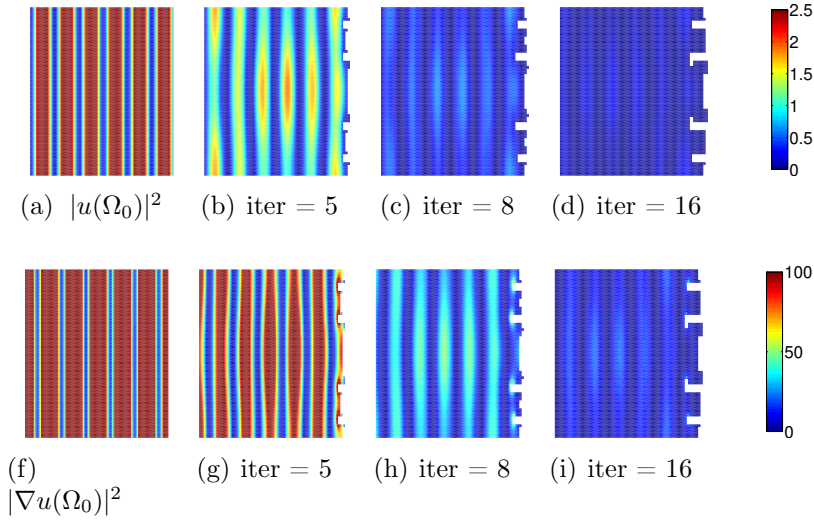 2.5
2
1.5
1
0.5
0
(a) |u(Ω₀)|²
(b) iter = 5
(c) iter = 8
(d) iter = 16
100
50
0
(f)
|∇u(Ω₀)|²
(g) iter = 5
(h) iter = 8
(i) iter = 16